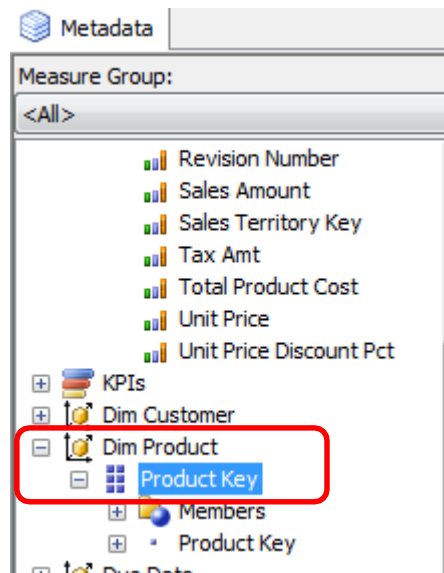 Metadata
Measure Group:
<All>
Revision Number
Sales Amount
Sales Territory Key
Tax Amt
Total Product Cost
Unit Price
Unit Price Discount Pct
KPIs
Dim Customer
Dim Product
Product Key
Members
Product Key